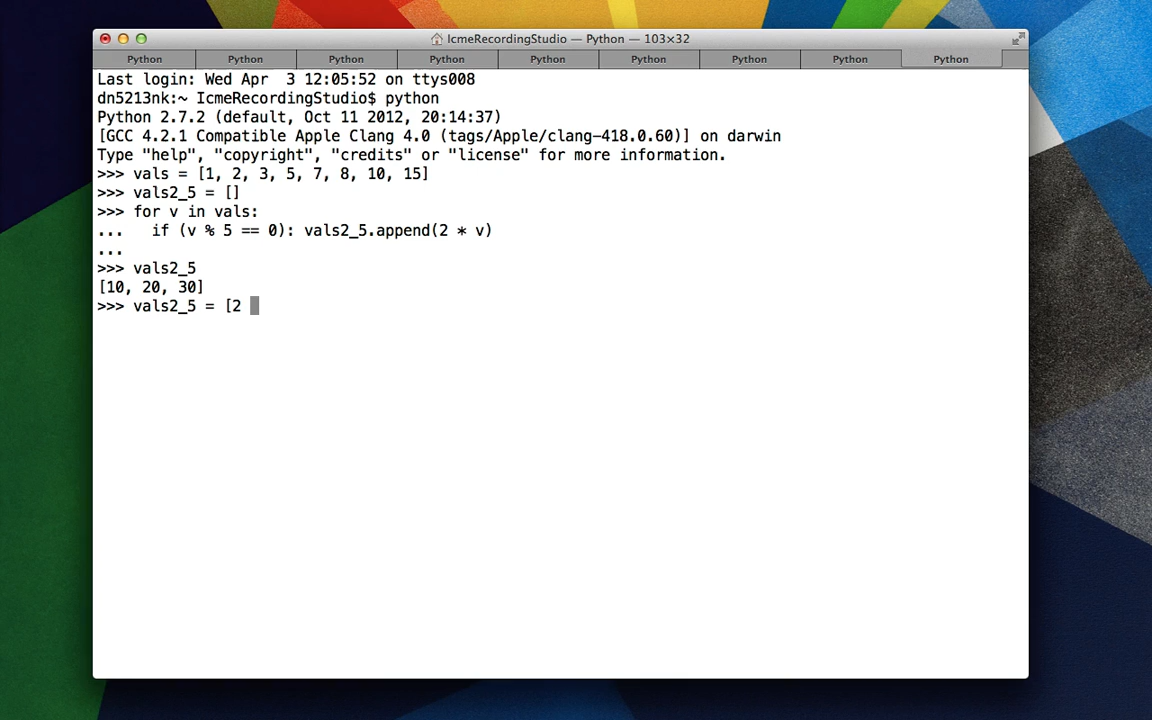 IcmeRecordingStudio — Python — 103×32
Python Python Python Python Python Python Python Python Python
Last login: Wed Apr  3 12:05:52 on ttys008
dn5213nk:~ IcmeRecordingStudio$ python
Python 2.7.2 (default, Oct 11 2012, 20:14:37)
[GCC 4.2.1 Compatible Apple Clang 4.0 (tags/Apple/clang-418.0.60)] on darwin
Type "help", "copyright", "credits" or "license" for more information.
>>> vals = [1, 2, 3, 5, 7, 8, 10, 15]
>>> vals2_5 = []
>>> for v in vals:
...   if (v % 5 == 0): vals2_5.append(2 * v)
...
>>> vals2_5
[10, 20, 30]
>>> vals2_5 = [2